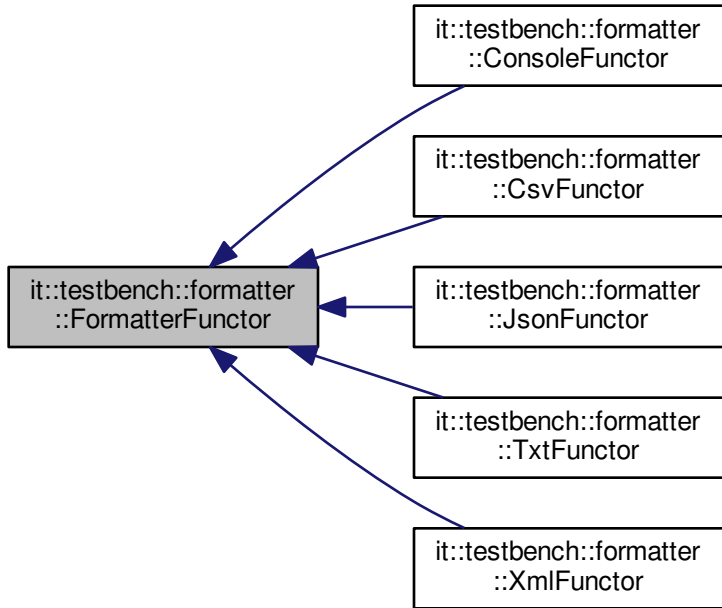 it::testbench::formatter
::ConsoleFunctor
it::testbench::formatter
::CsvFunctor
it::testbench::formatter
::FormatterFunctor
it::testbench::formatter
::JsonFunctor
it::testbench::formatter
::TxtFunctor
it::testbench::formatter
::XmlFunctor